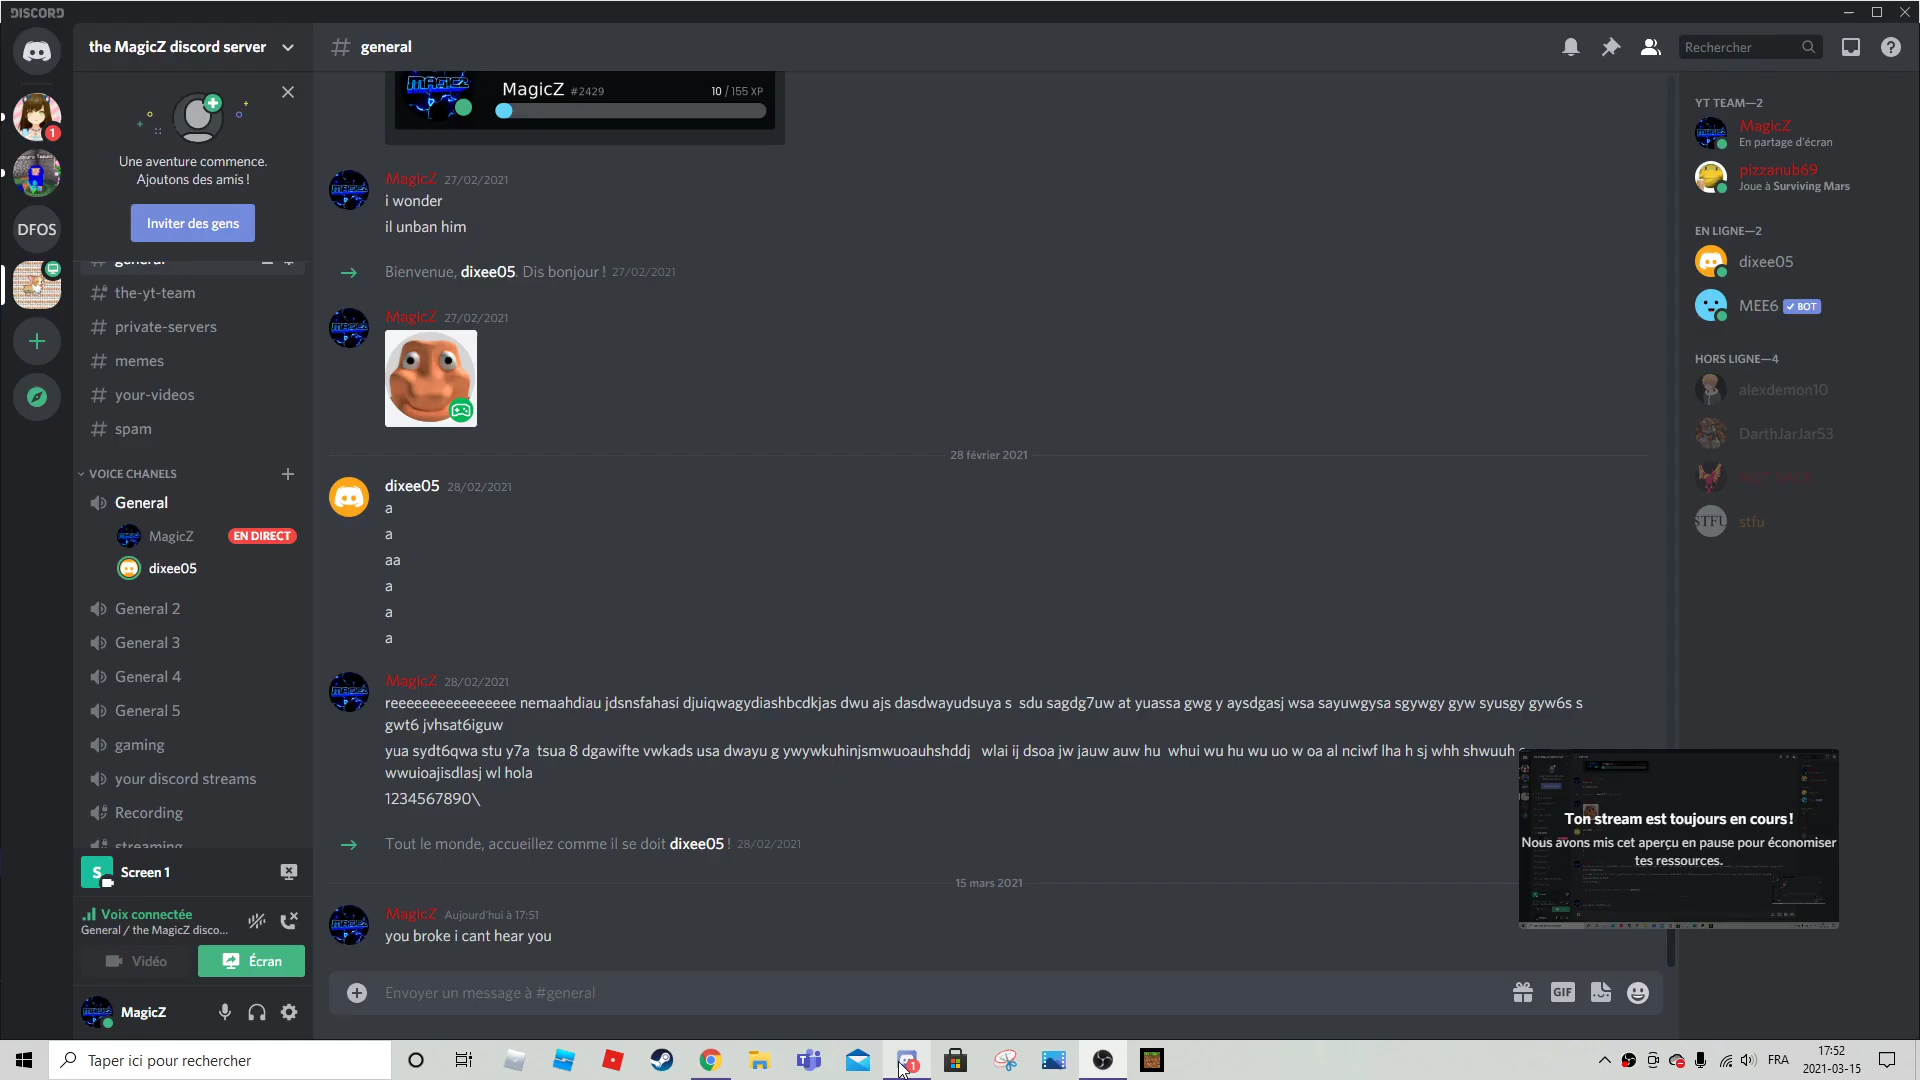 DISCORD
the MagicZ discord server
general
Rechercher
Une aventure commence.
Ajoutons des amis !
Inviter des gens
1
DFOS
general
the-yt-team
private-servers
memes
your-videos
spam
VOICE CHANELS
General
MagicZ
EN DIRECT
dixee05
General 2
General 3
General 4
General 5
gaming
your discord streams
Recording
streaming
S
Screen 1
Voix connectée
General / the MagicZ disco...
Vidéo
Écran
MagicZ
MagicZ #2429
10 / 155 XP
MagicZ 27/02/2021
i wonder
il unban him
Bienvenue, dixee05. Dis bonjour ! 27/02/2021
MagicZ 27/02/2021
28 février 2021
dixee05 28/02/2021
a
a
aa
a
a
a
MagicZ 28/02/2021
reeeeeeeeeeeeeeee nemaahdiau jdsnsfahasi djuiqwagydiashbcdkjas dwu ajs dasdwayudsuya s  sdu sagdg7uw at yuassa gwg y aysdgasj wsa sayuwgysa sgywgy gyw syusgy gyw6s s
gwt6 jvhsat6iguw
yua sydt6qwa stu y7a  tsua 8 dgawifte vwkads usa dwayu g ywywkuhinjsmwuoauhshddj   wlai ij dsoa jw jauw auw hu  whui wu hu wu uo w oa al nciwf lha h sj whh shwuuh s
wwuioajisdlasj wl hola
1234567890\
Tout le monde, accueillez comme il se doit dixee05 ! 28/02/2021
15 mars 2021
MagicZ Aujourd'hui à 17:51
you broke i cant hear you
Envoyer un message à #general
GIF
YT TEAM—2
MagicZ
En partage d'écran
pizzanub69
Joue à Surviving Mars
EN LIGNE—2
dixee05
MEE6 BOT
HORS LIGNE—4
alexdemon10
DarthJarJar53
STFU
stfu
Ton stream est toujours en cours !
Nous avons mis cet aperçu en pause pour économiser
tes ressources.
Taper ici pour rechercher
1
FRA
17:52
2021-03-15